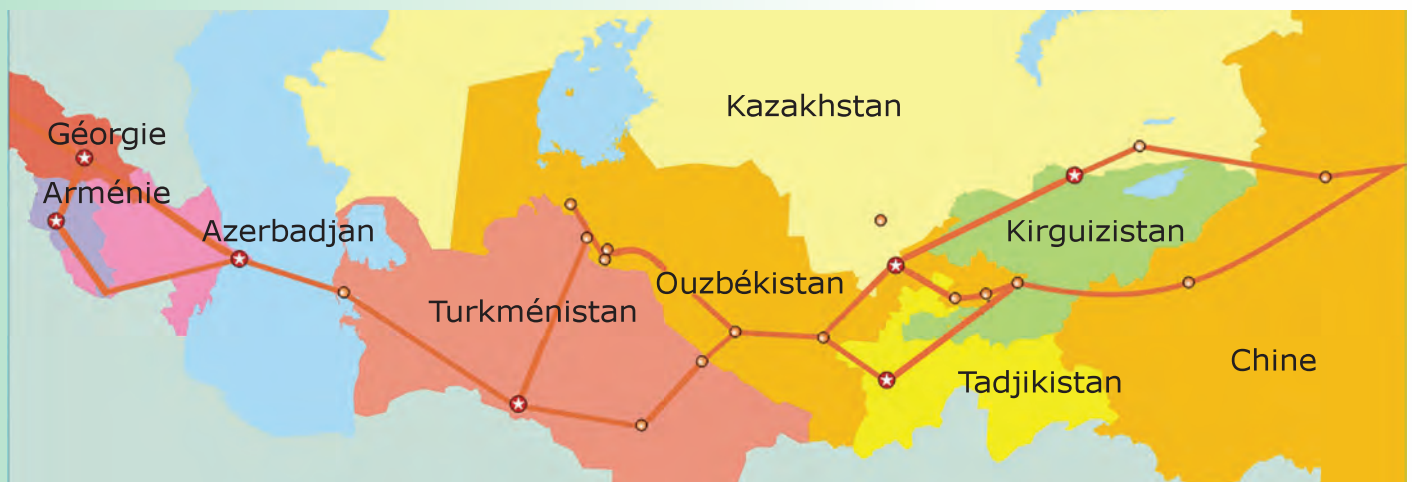 Kazakhstan
Géorgie
Arménie
Azerbadjan
Kirguizistan
Ouzbékistan
Turkménistan
Chine
Tadjikistan